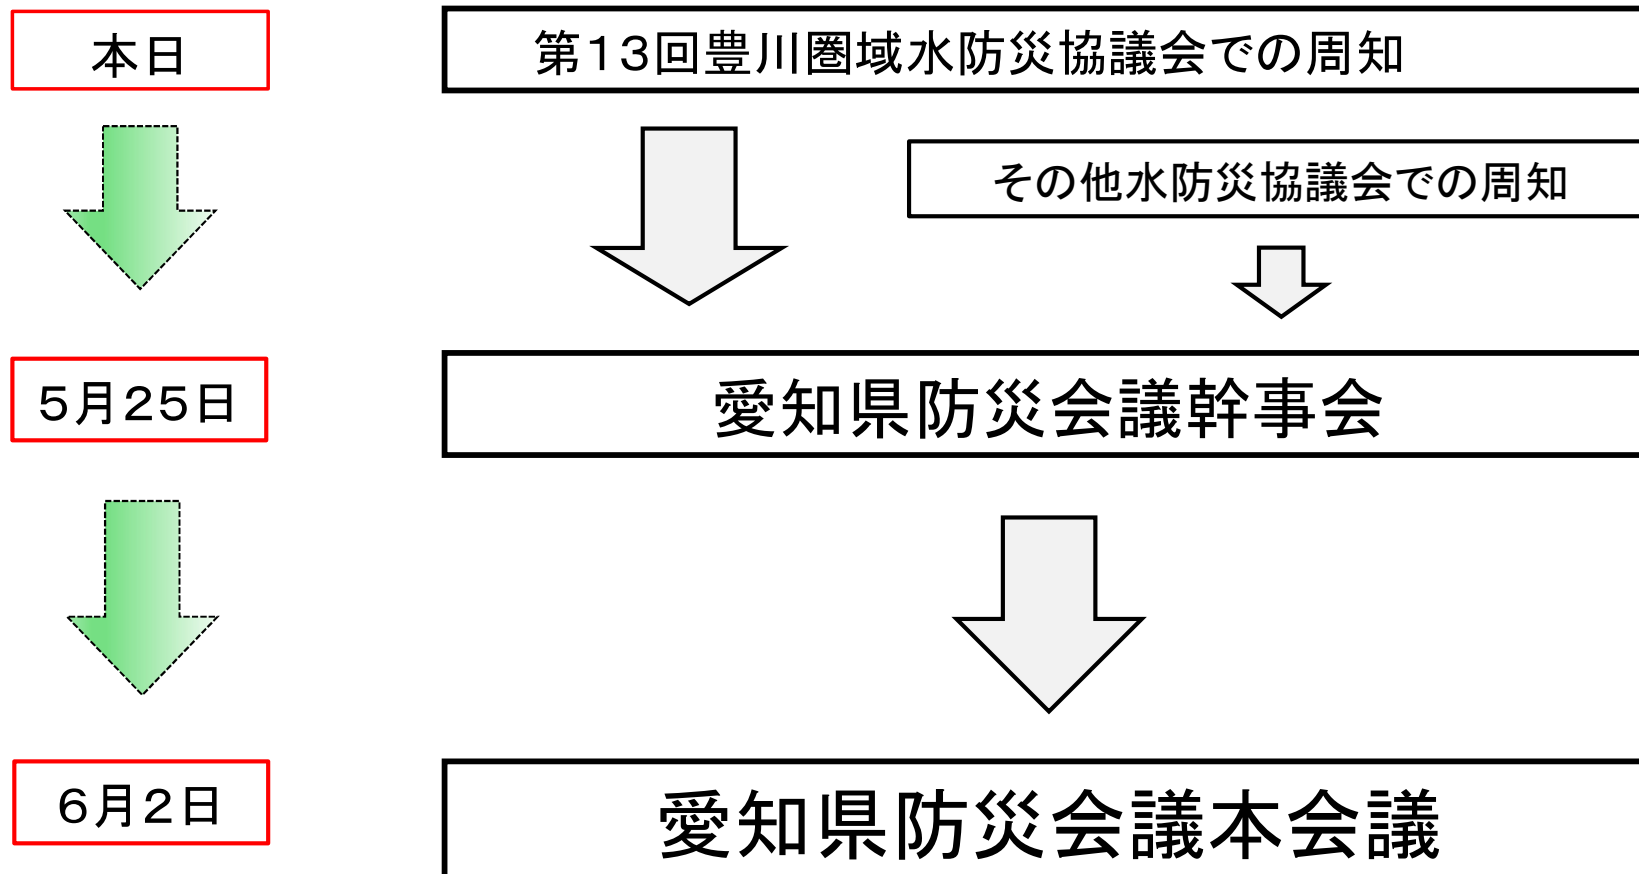 本日
第13回豊川圏域水防災協議会での周知
その他水防災協議会での周知
5月25日
愛知県防災会議幹事会
6月2日
愛知県防災会議本会議